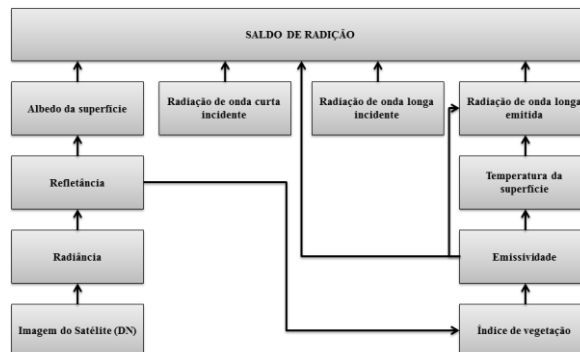 SALDO DE RADIÇÃO
Albedo da superfície
Radiação de onda curta
incidente
Radiação de onda longa
incidente
Radiação de onda longa
emitida
Refletância
Temperatura da
superfície
Radiância
Emissividade
Imagem do Satélite (DN)
Índice de vegetação